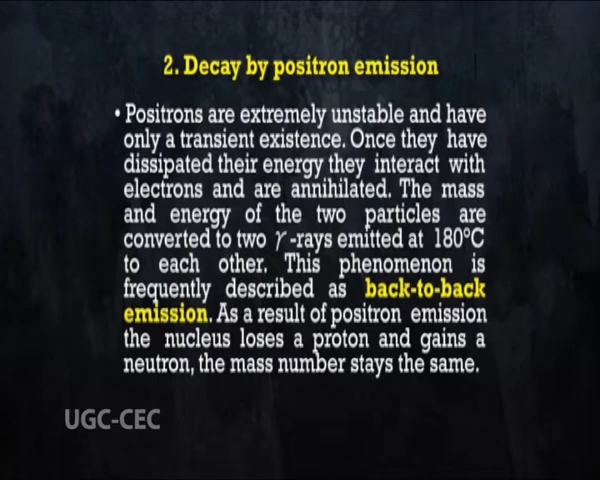 2. Decay by positron emission
• Positrons are extremely unstable and have
only a transient existence. Once they have
dissipated their energy they interact with
electrons and are annihilated. The mass
and energy of the two particles are
converted to two γ -rays emitted at 180°C
to each other. This phenomenon is
frequently described as back-to-back
emission. As a result of positron emission
the nucleus loses a proton and gains a
neutron, the mass number stays the same.
UGC-CEC